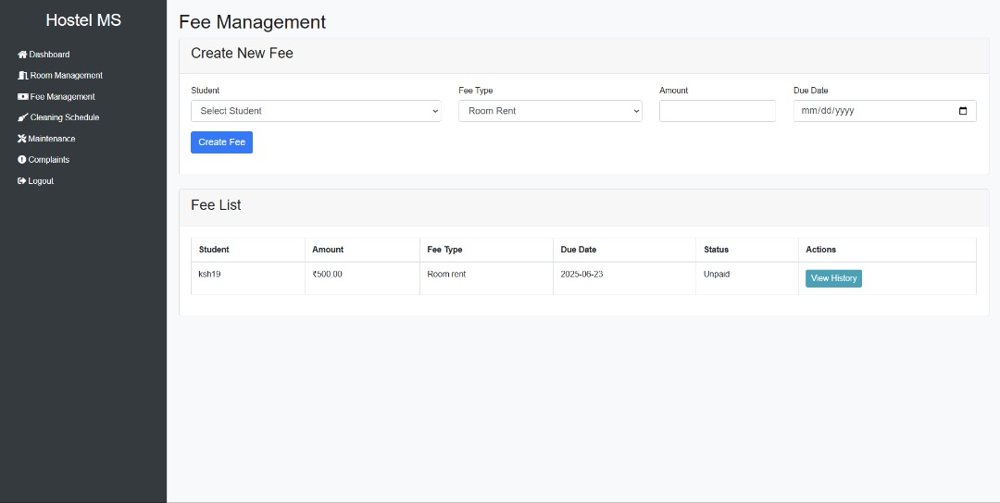 Hostel MS
Dashboard
Room Management
Fee Management
Cleaning Schedule
Maintenance
Complaints
Logout
Fee Management
Create New Fee
Student Fee Type Amount Due Date
Select Student Room Rent mm/dd/yyyy
Create Fee
Fee List
Student Amount Fee Type Due Date Status Actions
ksh19 ₹500.00 Room rent 2025-06-23 Unpaid View History